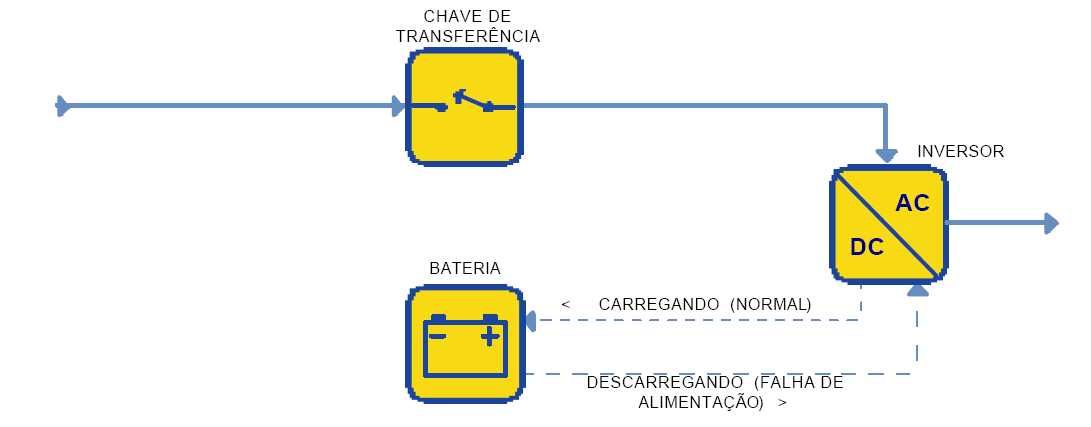 CHAVE DE
TRANSFERÊNCIA
INVERSOR
AC
DC
BATERIA
< CARREGANDO (NORMAL)
- +
DESCARREGANDO (FALHA DE
ALIMENTAÇÃO) >